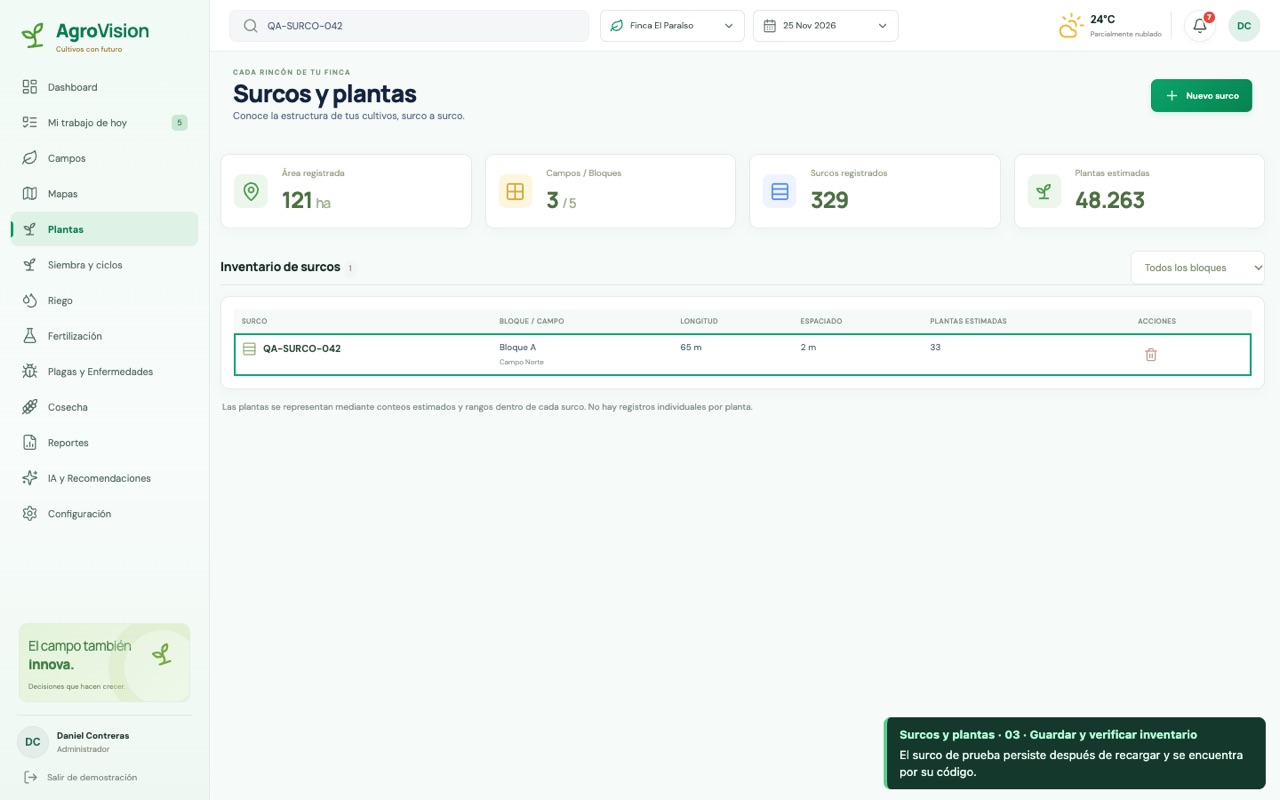 AgroVision
Cultivos con futuro
Dashboard
Mi trabajo de hoy 5
Campos
Mapas
Plantas
Siembra y ciclos
Riego
Fertilización
Plagas y Enfermedades
Cosecha
Reportes
IA y Recomendaciones
Configuración
El campo también
innova.
Decisiones que hacen crecer.
DC
Daniel Contreras
Administrador
Salir de demostración
QA-SURCO-042
Finca El Paraíso
25 Nov 2026
24°C
Parcialmente nublado
7
DC
CADA RINCÓN DE TU FINCA
Surcos y plantas
Conoce la estructura de tus cultivos, surco a surco.
Nuevo surco
Área registrada
121 ha
Campos / Bloques
3 / 5
Surcos registrados
329
Plantas estimadas
48.263
Inventario de surcos 1
Todos los bloques
SURCO BLOQUE / CAMPO LONGITUD ESPACIADO PLANTAS ESTIMADAS ACCIONES
QA-SURCO-042 Bloque A 65 m 2 m 33
Campo Norte
Las plantas se representan mediante conteos estimados y rangos dentro de cada surco. No hay registros individuales por planta.
Surcos y plantas · 03 · Guardar y verificar inventario
El surco de prueba persiste después de recargar y se encuentra
por su código.